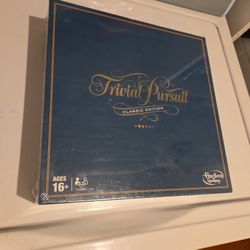 Trivial Pursuit
CLASSIC EDITION
AGES
16+
Hasbro
Gaming